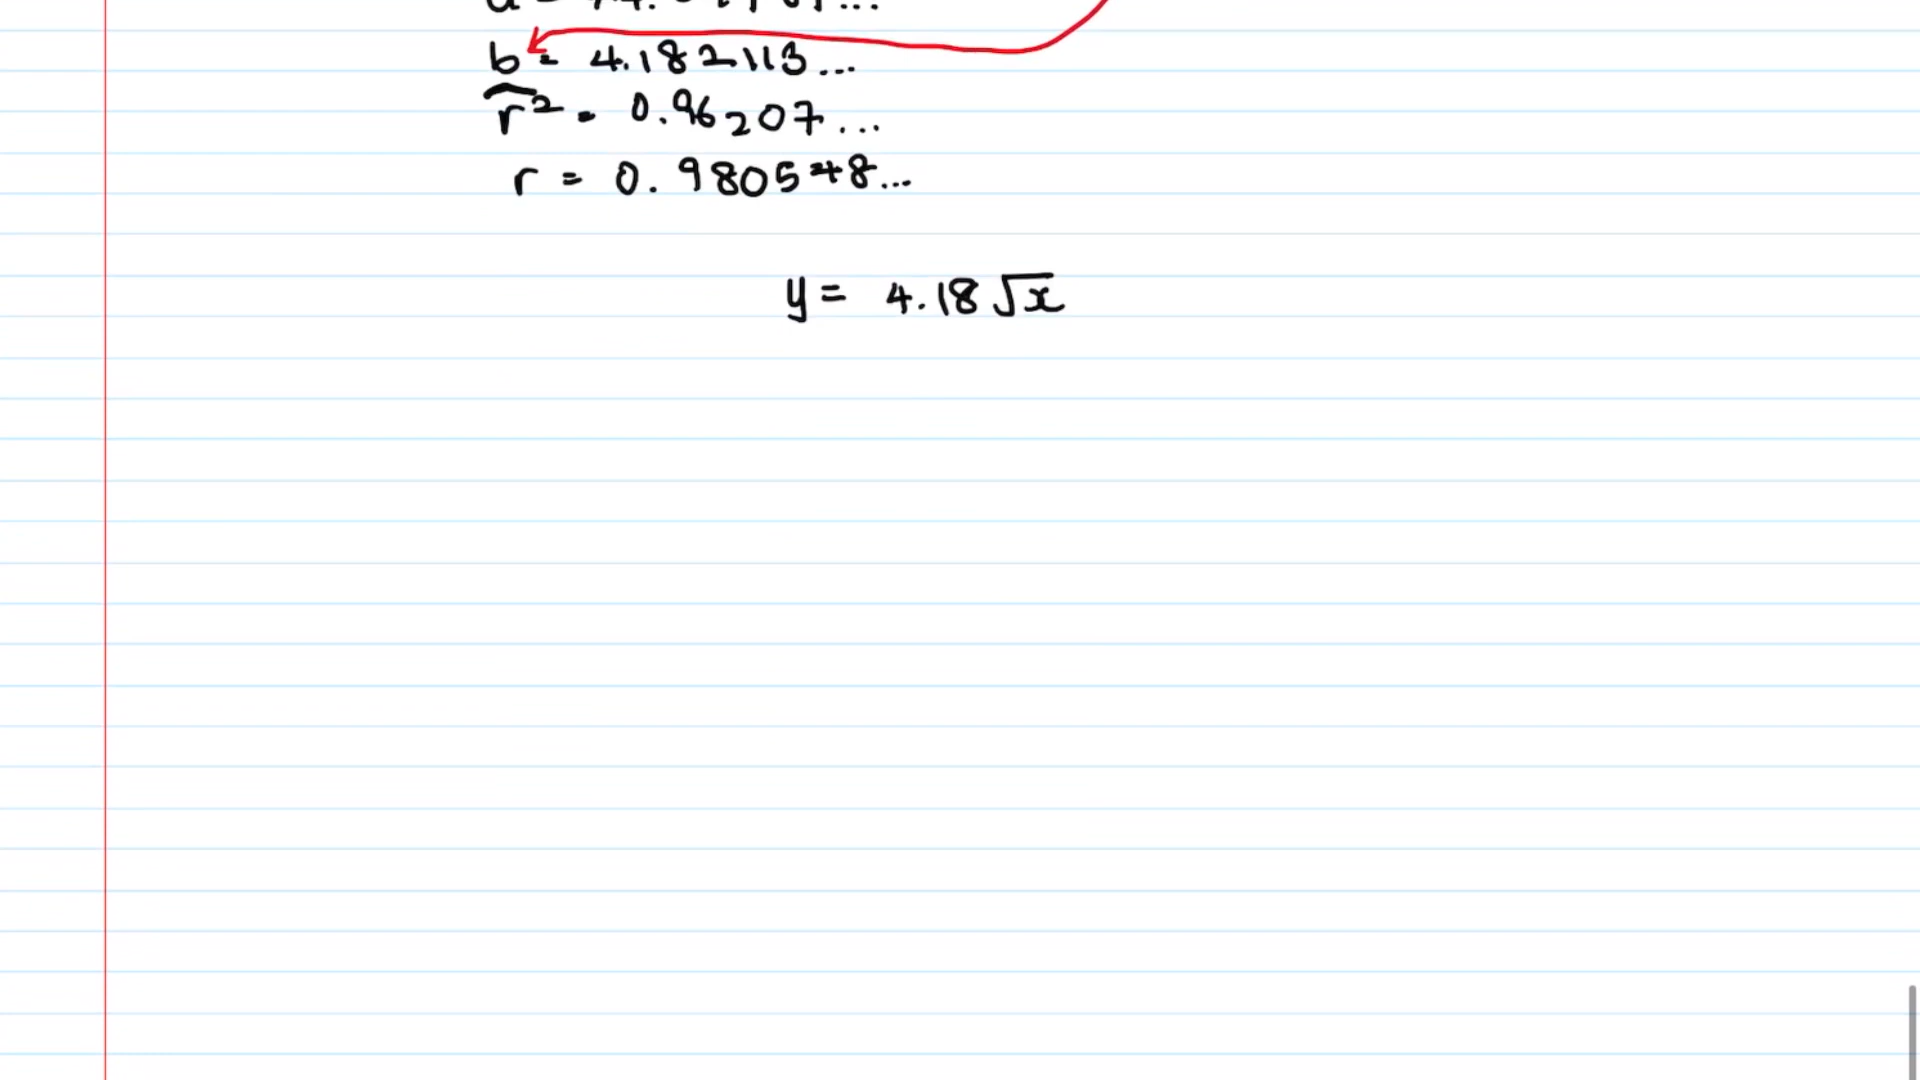 b = 4.182113...
r² = 0.96207...
r = 0.980548...
y = 4.18√x